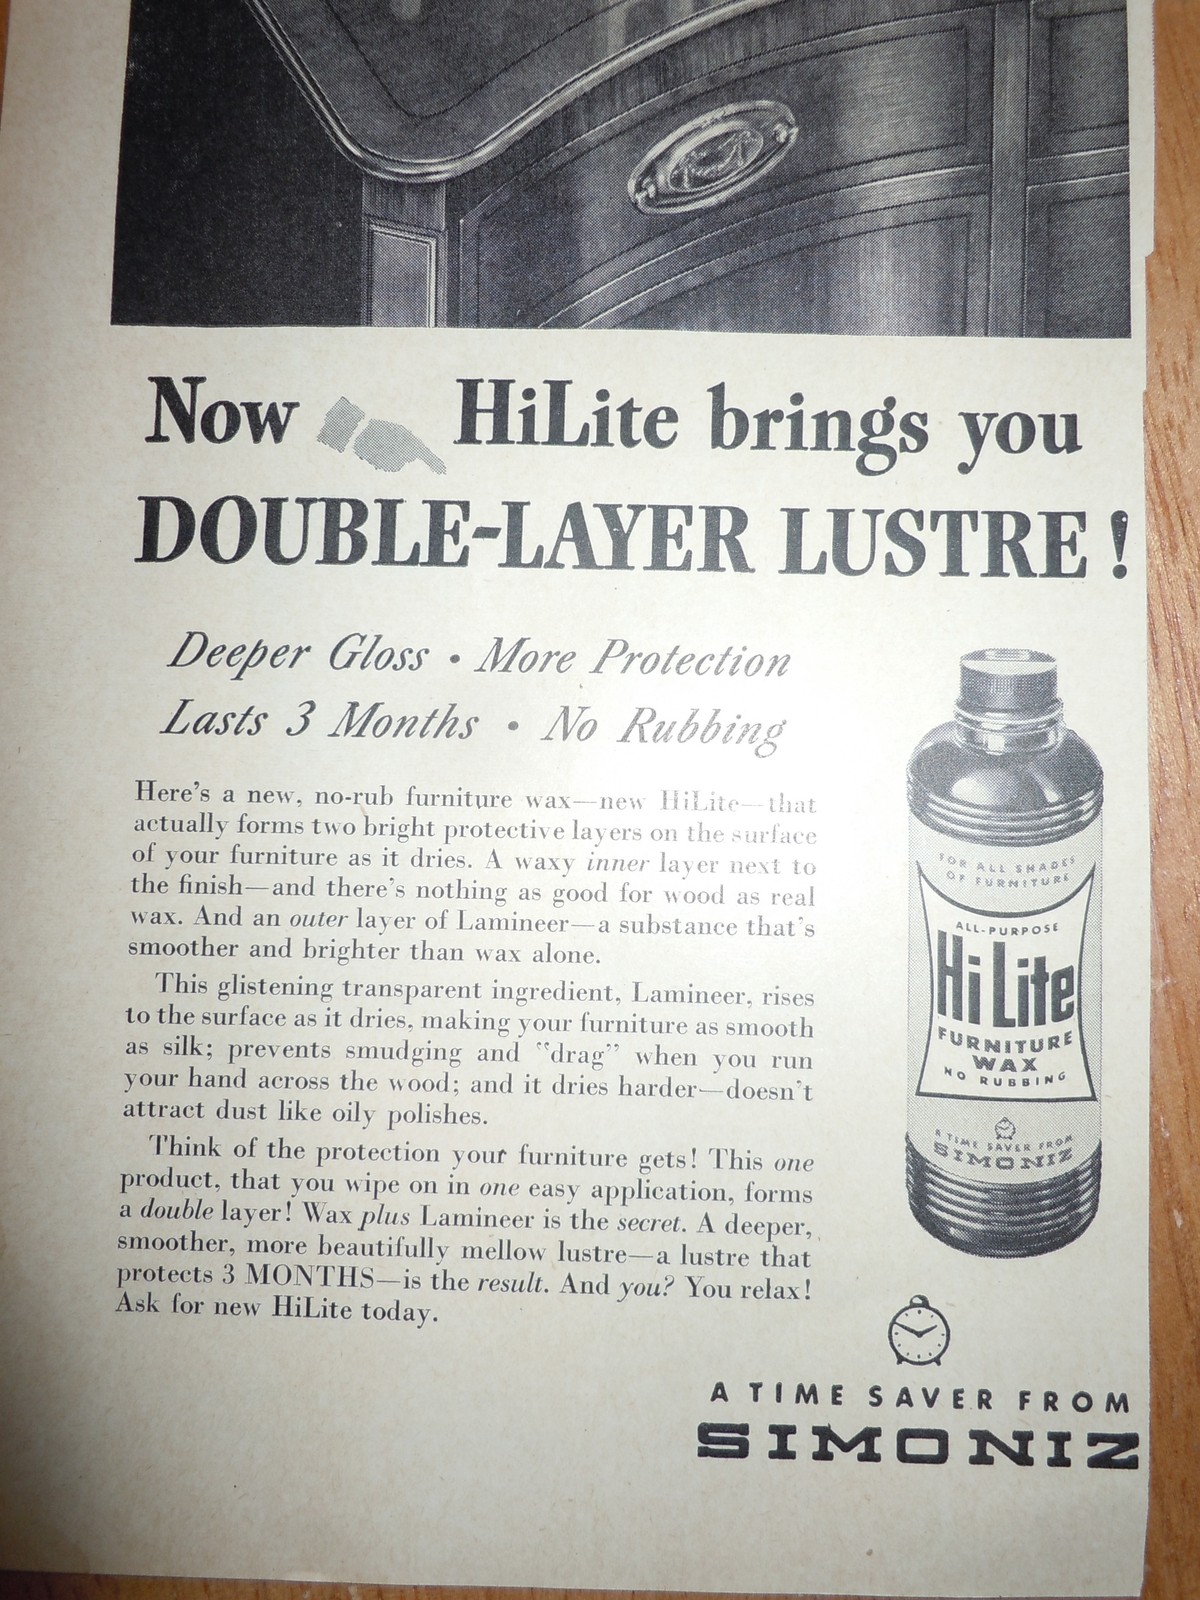 Now HiLite brings you
DOUBLE-LAYER LUSTRE!
Deeper Gloss • More Protection
Lasts 3 Months • No Rubbing
Here's a new, no-rub furniture wax—new HiLite—that
actually forms two bright protective layers on the surface
of your furniture as it dries. A waxy inner layer next to
the finish—and there's nothing as good for wood as real
wax. And an outer layer of Lamineer—a substance that's
smoother and brighter than wax alone.
This glistening transparent ingredient, Lamineer, rises
to the surface as it dries, making your furniture as smooth
as silk; prevents smudging and "drag" when you run
your hand across the wood; and it dries harder—doesn't
attract dust like oily polishes.
Think of the protection your furniture gets! This one
product, that you wipe on in one easy application, forms
a double layer! Wax plus Lamineer is the secret. A deeper,
smoother, more beautifully mellow lustre—a lustre that
protects 3 MONTHS—is the result. And you? You relax!
Ask for new HiLite today.
FOR ALL SHADES
OF FURNITURE
ALL-PURPOSE
HiLite
FURNITURE
WAX
NO RUBBING
A TIME SAVER FROM
SIMONIZ
A TIME SAVER FROM
SIMONIZ